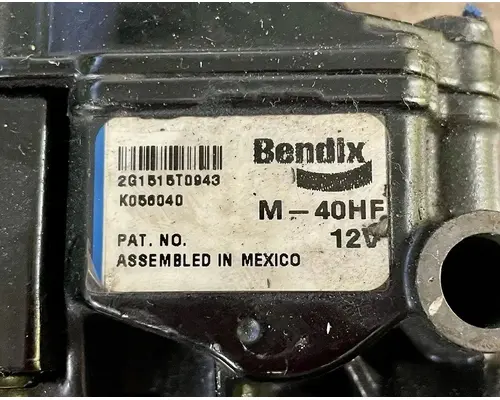 Bendix
2G1515T0943
K056040
M-40HF
PAT. NO.
12V
ASSEMBLED IN MEXICO